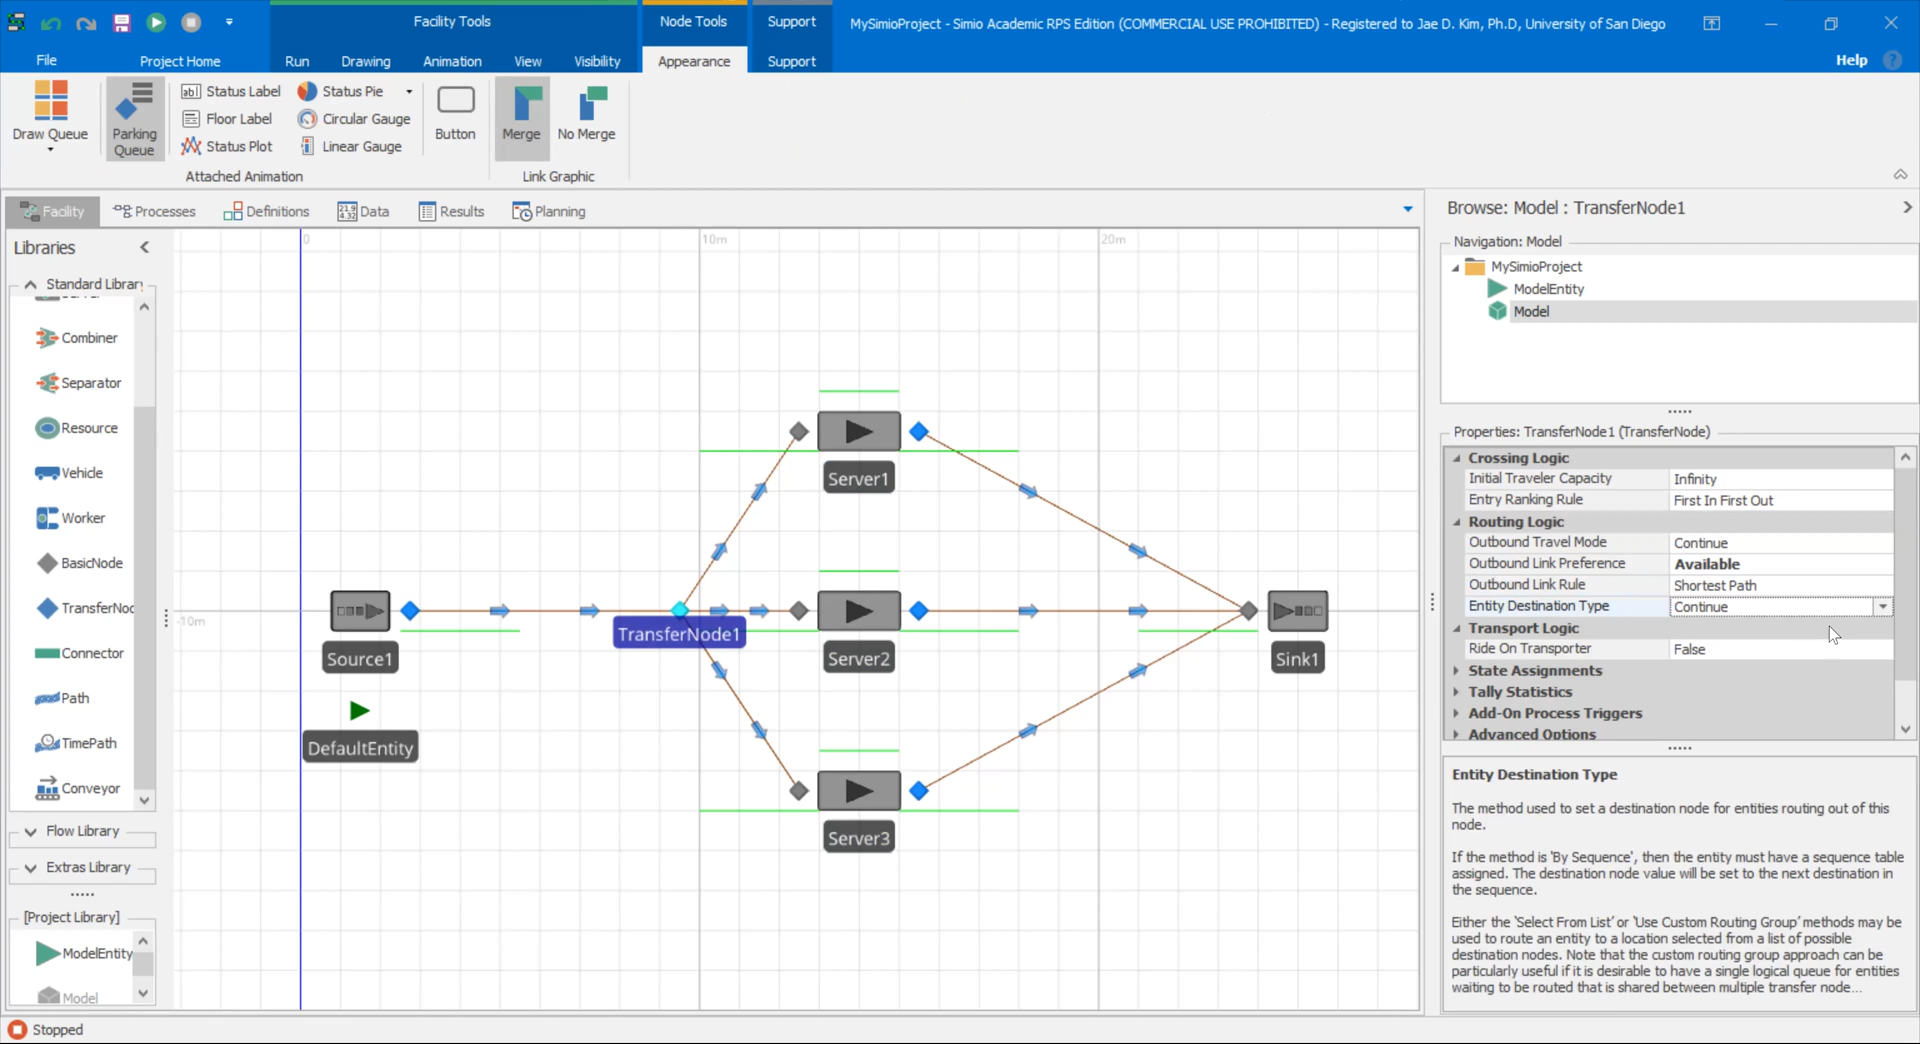 Facility Tools
Node Tools
Support
MySimioProject - Simio Academic RPS Edition (COMMERCIAL USE PROHIBITED) - Registered to Jae D. Kim, Ph.D, University of San Diego
File
Project Home
Run
Drawing
Animation
View
Visibility
Appearance
Support
Help
Draw Queue
Parking
Queue
Status Label
Floor Label
Status Plot
Status Pie
Circular Gauge
Linear Gauge
Button
Merge
No Merge
Attached Animation
Link Graphic
Facility
Processes
Definitions
Data
Results
Planning
Libraries
Standard Library
Server
Combiner
Separator
Resource
Vehicle
Worker
BasicNode
TransferNod
Connector
Path
TimePath
Conveyor
Flow Library
Extras Library
[Project Library]
ModelEntity
Model
0
10m
20m
-10m
Source1
DefaultEntity
TransferNode1
Server1
Server2
Server3
Sink1
Browse: Model : TransferNode1
Navigation: Model
MySimioProject
ModelEntity
Model
Properties: TransferNode1 (TransferNode)
Crossing Logic
Initial Traveler Capacity Infinity
Entry Ranking Rule First In First Out
Routing Logic
Outbound Travel Mode Continue
Outbound Link Preference Available
Outbound Link Rule Shortest Path
Entity Destination Type Continue
Transport Logic
Ride On Transporter False
State Assignments
Tally Statistics
Add-On Process Triggers
Advanced Options
Entity Destination Type
The method used to set a destination node for entities routing out of this
node.
If the method is 'By Sequence', then the entity must have a sequence table
assigned. The destination node value will be set to the next destination in
the sequence.
Either the 'Select From List' or 'Use Custom Routing Group' methods may be
used to route an entity to a location selected from a list of possible
destination nodes. Note that the custom routing group approach can be
particularly useful if it is desirable to have a single logical queue for entities
waiting to be routed that is shared between multiple transfer node...
Stopped